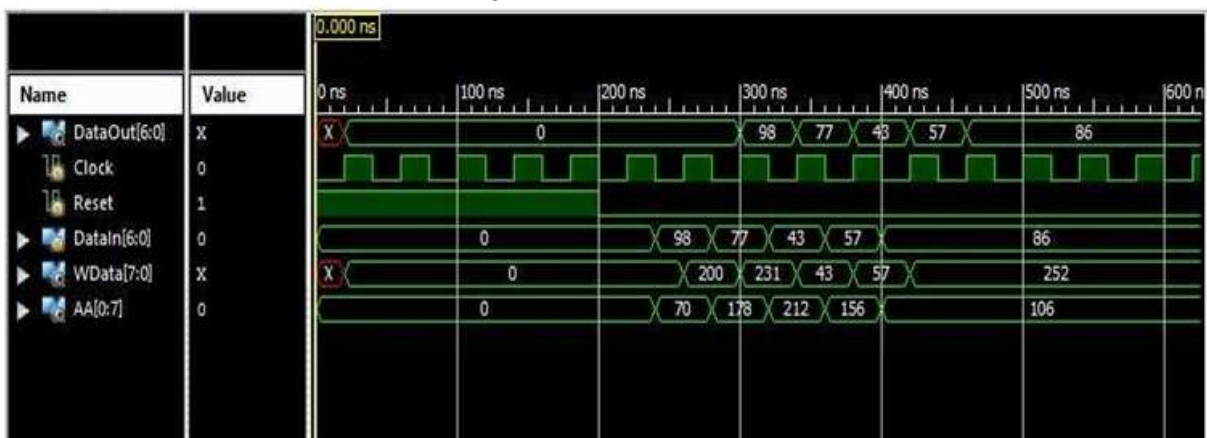 0.000 ns
Name Value 0 ns 100 ns 200 ns 300 ns 400 ns 500 ns 600 n
DataOut[6:0] X X 0 98 77 43 57 86
Clock 0
Reset 1
DataIn[6:0] 0 0 98 77 43 57 86
WData[7:0] X X 0 200 231 43 57 252
AA[0:7] 0 0 70 178 212 156 106